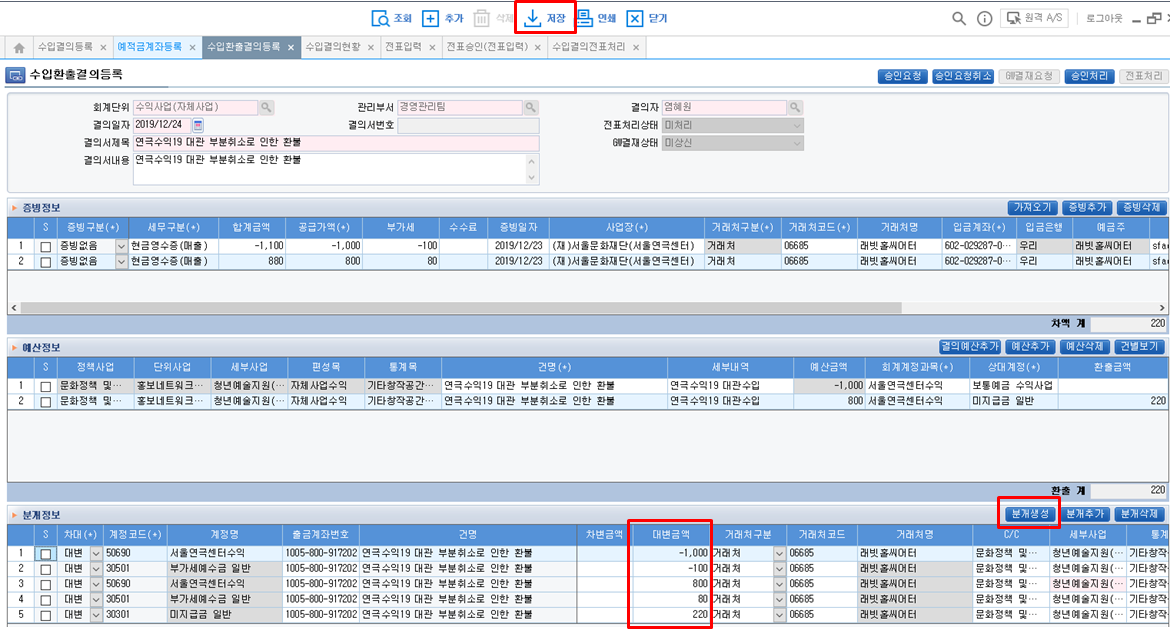 조회 추가 삭제 저장 인쇄 닫기 원격 A/S 로그아웃
수입결의등록 예적금계좌등록 수입환출결의등록 수입결의현황 전표입력 전표승인(전표입력) 수입결의전표처리
수입환출결의등록 승인요청 승인요청취소 GW결재요청 승인처리 전표처리
회계단위 수익사업(자체사업) 관리부서 경영관리팀 결의자 염혜원
결의일자 2019/12/24 결의서번호 전표처리상태 미처리
결의서제목 연극수익19 대관 부분취소로 인한 환불 GW결재상태 미상신
결의서내용 연극수익19 대관 부분취소로 인한 환불
증빙정보 가져오기 증빙추가 증빙삭제
S 증빙구분(*) 세무구분(*) 합계금액 공급가액(*) 부가세 수수료 증빙일자 사업장(*) 거래처구분(*) 거래처코드(*) 거래처명 입금계좌(*) 입금은행 예금주
1 증빙없음 현금영수증(매출) -1,100 -1,000 -100 2019/12/23 (재)서울문화재단(서울연극센터) 거래처 06685 래빗홀씨어터 602-029287-0··· 우리 래빗홀씨어터 sfac
2 증빙없음 현금영수증(매출) 880 800 80 2019/12/23 (재)서울문화재단(서울연극센터) 거래처 06685 래빗홀씨어터 602-029287-0··· 우리 래빗홀씨어터 sfac
차액 계 220
예산정보 결의예산추가 예산추가 예산삭제 건별보기
S 정책사업 단위사업 세부사업 편성목 통계목 건명(*) 세부내역 예산금액 회계계정과목(*) 상대계정(*) 환출금액
1 문화정책 및··· 홍보네트워크··· 청년예술지원(··· 자체사업수익 기타창작공간··· 연극수익19 대관 부분취소로 인한 환불 연극수익19 대관수입 -1,000 서울연극센터수익 보통예금 수익사업
2 문화정책 및··· 홍보네트워크··· 청년예술지원(··· 자체사업수익 기타창작공간··· 연극수익19 대관 부분취소로 인한 환불 연극수익19 대관수입 800 서울연극센터수익 미지급금 일반 220
환출 계 220
분개정보 분개생성 분개추가 분개삭제
S 차대(*) 계정코드(*) 계정명 출금계좌번호 건명 차변금액 대변금액 거래처구분 거래처코드 거래처명 C/C 세부사업 통계
1 대변 50690 서울연극센터수익 1005-800-917202 연극수익19 대관 부분취소로 인한 환불 -1,000 거래처 06685 래빗홀씨어터 문화정책 및··· 청년예술지원(··· 기타창작
2 대변 30501 부가세예수금 일반 1005-800-917202 연극수익19 대관 부분취소로 인한 환불 -100 거래처 06685 래빗홀씨어터 문화정책 및··· 청년예술지원(··· 기타창작
3 대변 50690 서울연극센터수익 1005-800-917202 연극수익19 대관 부분취소로 인한 환불 800 거래처 06685 래빗홀씨어터 문화정책 및··· 청년예술지원(··· 기타창작
4 대변 30501 부가세예수금 일반 1005-800-917202 연극수익19 대관 부분취소로 인한 환불 80 거래처 06685 래빗홀씨어터 문화정책 및··· 청년예술지원(··· 기타창작
5 대변 30301 미지급금 일반 1005-800-917202 연극수익19 대관 부분취소로 인한 환불 220 거래처 06685 래빗홀씨어터 문화정책 및··· 청년예술지원(··· 기타창작